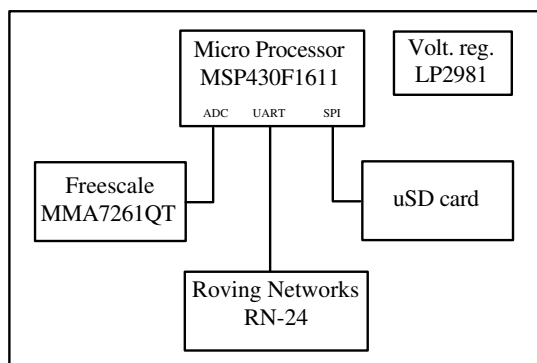 Micro Processor
MSP430F1611
ADC UART SPI
Volt. reg.
LP2981
Freescale
MMA7261QT
uSD card
Roving Networks
RN-24